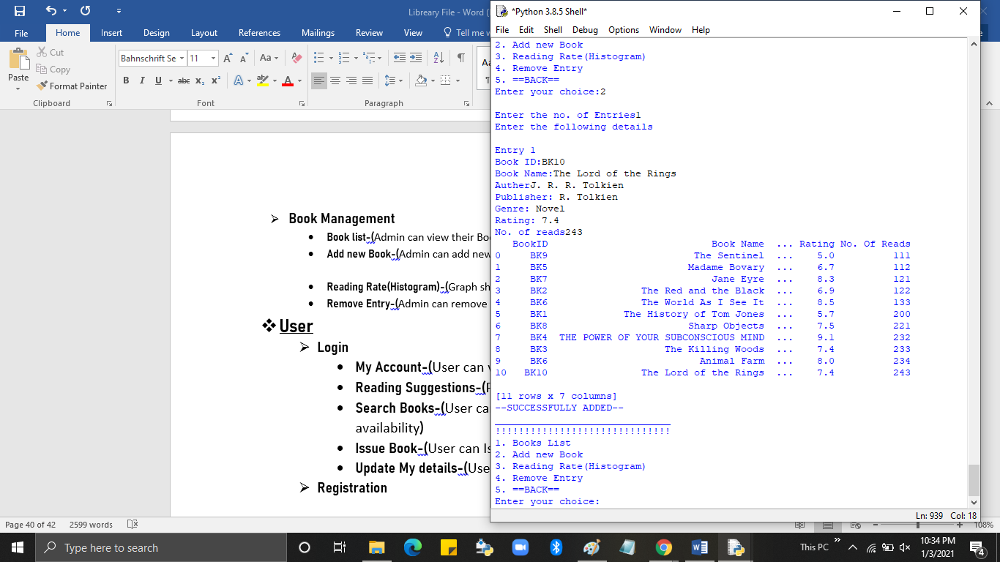 Libreary File - Word (
File
Home
Insert
Design
Layout
References
Mailings
Review
View
Tell me w
Paste
Cut
Copy
Format Painter
Clipboard
Bahnschrift Se
11
Font
Paragraph
Book Management
Book list-(Admin can view their Bo
Add new Book-(Admin can add new
Reading Rate(Histogram)-(Graph sh
Remove Entry-(Admin can remove
User
Login
My Account-(User can v
Reading Suggestions-(R
Search Books-(User ca
availability)
Issue Book-(User can Is
Update My details-(Use
Registration
Page 40 of 42
2599 words
108%
*Python 3.8.5 Shell*
File Edit Shell Debug Options Window Help
2. Add new Book
3. Reading Rate(Histogram)
4. Remove Entry
5. ==BACK==
Enter your choice:2
Enter the no. of Entries1
Enter the following details
Entry 1
Book ID:BK10
Book Name:The Lord of the Rings
AutherJ. R. R. Tolkien
Publisher: R. Tolkien
Genre: Novel
Rating: 7.4
No. of reads243
BookID Book Name ... Rating No. Of Reads
0 BK9 The Sentinel ... 5.0 111
1 BK5 Madame Bovary ... 6.7 112
2 BK7 Jane Eyre ... 8.3 121
3 BK2 The Red and the Black ... 6.9 122
4 BK6 The World As I See It ... 8.5 133
5 BK1 The History of Tom Jones ... 5.7 200
6 BK8 Sharp Objects ... 7.5 221
7 BK4 THE POWER OF YOUR SUBCONSCIOUS MIND ... 9.1 232
8 BK3 The Killing Woods ... 7.4 233
9 BK6 Animal Farm ... 8.0 234
10 BK10 The Lord of the Rings ... 7.4 243
[11 rows x 7 columns]
--SUCCESSFULLY ADDED--
______________________________
!!!!!!!!!!!!!!!!!!!!!!!!!!!!!!
1. Books List
2. Add new Book
3. Reading Rate(Histogram)
4. Remove Entry
5. ==BACK==
Enter your choice:
Ln: 939 Col: 18
Type here to search
This PC
10:34 PM
1/3/2021
4